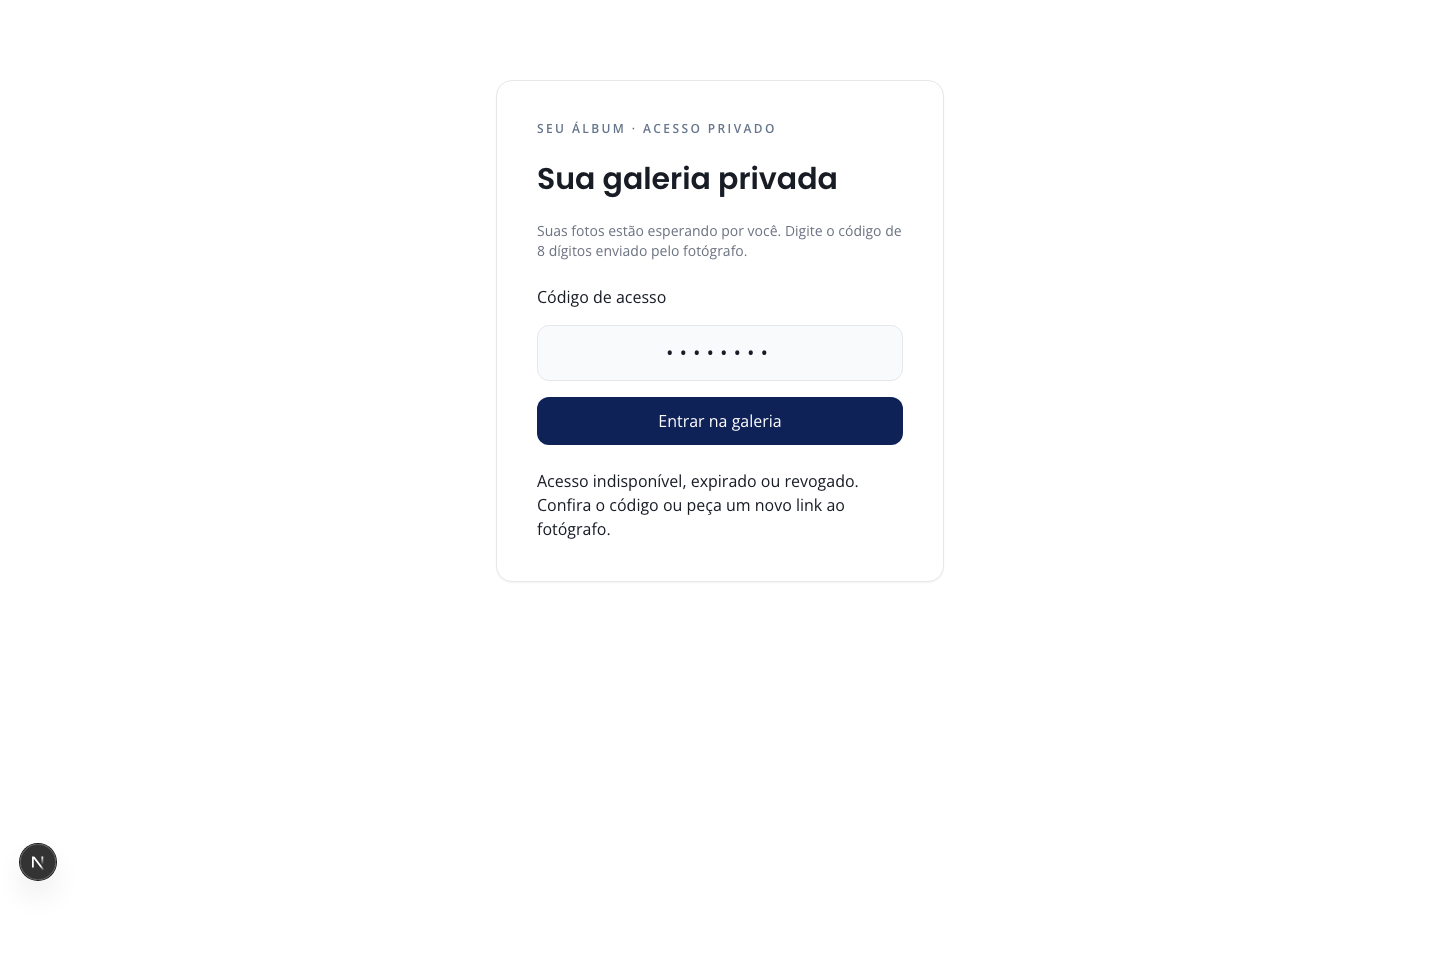 SEU ÁLBUM · ACESSO PRIVADO
Sua galeria privada
Suas fotos estão esperando por você. Digite o código de
8 dígitos enviado pelo fotógrafo.
Código de acesso
• • • • • • • •
Entrar na galeria
Acesso indisponível, expirado ou revogado.
Confira o código ou peça um novo link ao
fotógrafo.
N